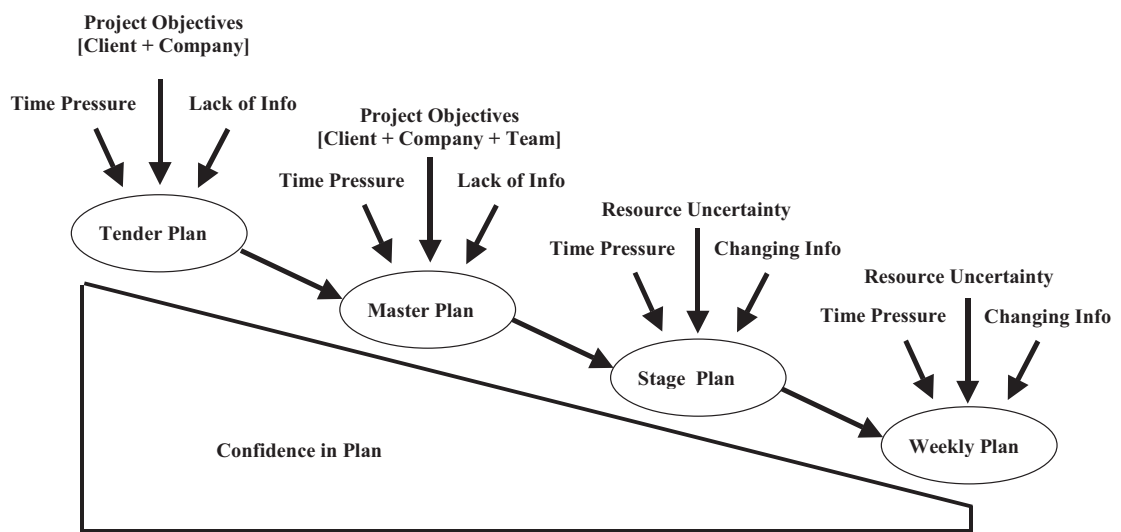 Project Objectives
[Client + Company]
Time Pressure
Lack of Info
Tender Plan
Project Objectives
[Client + Company + Team]
Time Pressure
Lack of Info
Master Plan
Resource Uncertainty
Time Pressure
Changing Info
Stage Plan
Resource Uncertainty
Time Pressure
Changing Info
Weekly Plan
Confidence in Plan